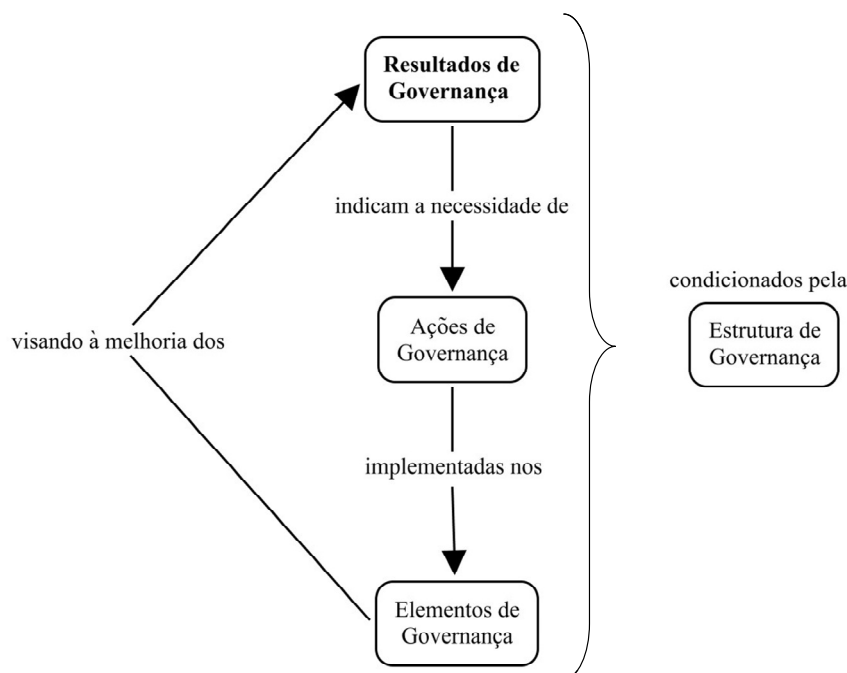 Resultados de
Governança
indicam a necessidade de
condicionados pela
Ações de
Governança
Estrutura de
Governança
visando à melhoria dos
implementadas nos
Elementos de
Governança